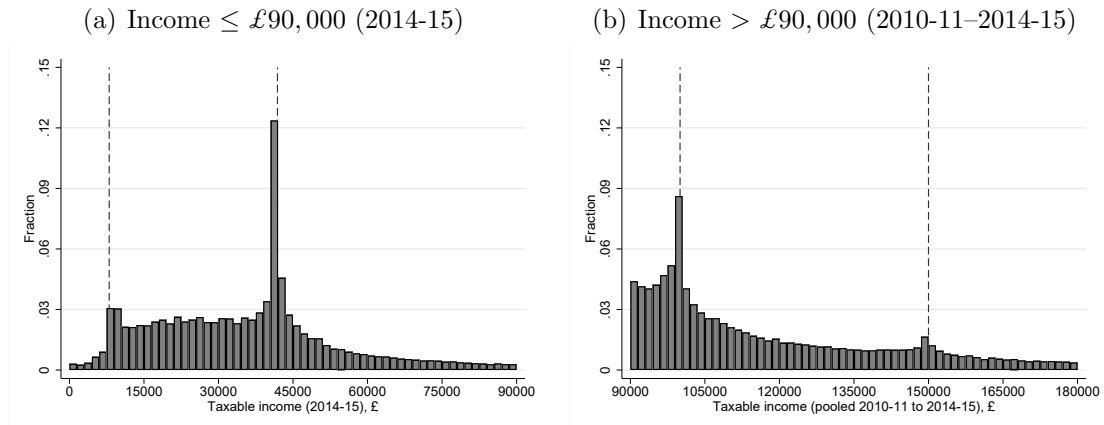 (a) Income ≤ £90,000 (2014-15)
.15
.12
.09
.06
.03
0
Fraction
0 15000 30000 45000 60000 75000 90000
Taxable income (2014-15), £
(b) Income > £90,000 (2010-11–2014-15)
.15
.12
.09
.06
.03
0
Fraction
90000 105000 120000 135000 150000 165000 180000
Taxable income (pooled 2010-11 to 2014-15), £